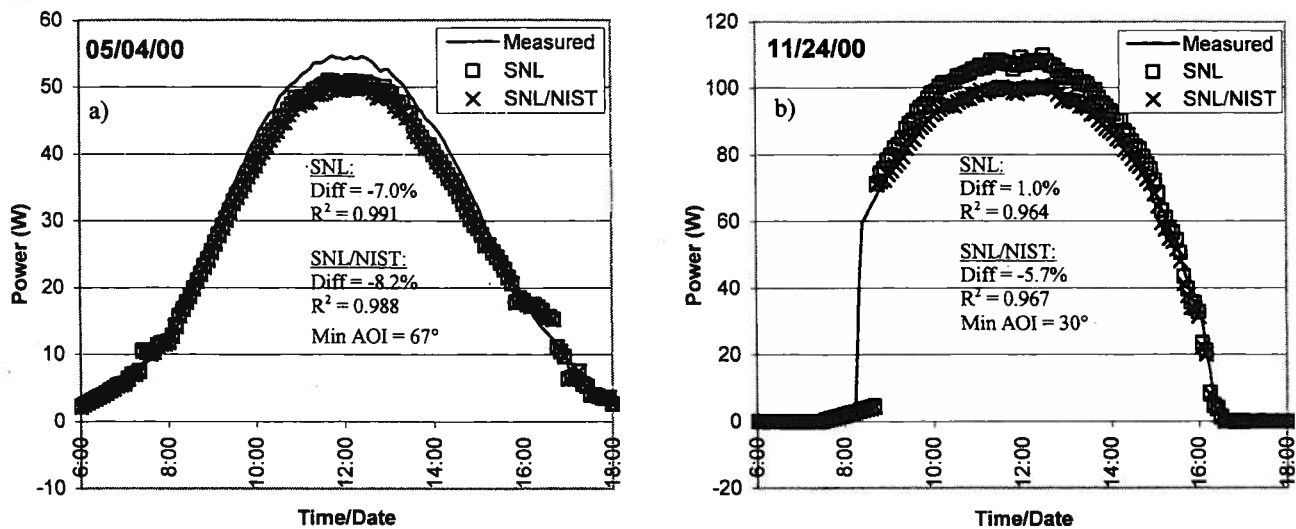 05/04/00
Measured
SNL
SNL/NIST
a)
SNL:
Diff = -7.0%
R² = 0.991
SNL/NIST:
Diff = -8.2%
R² = 0.988
Min AOI = 67°
Power (W)
60
50
40
30
20
10
0
-10
6:00
8:00
10:00
12:00
14:00
16:00
18:00
Time/Date
11/24/00
Measured
SNL
SNL/NIST
b)
SNL:
Diff = 1.0%
R² = 0.964
SNL/NIST:
Diff = -5.7%
R² = 0.967
Min AOI = 30°
Power (W)
120
100
80
60
40
20
0
-20
6:00
8:00
10:00
12:00
14:00
16:00
18:00
Time/Date